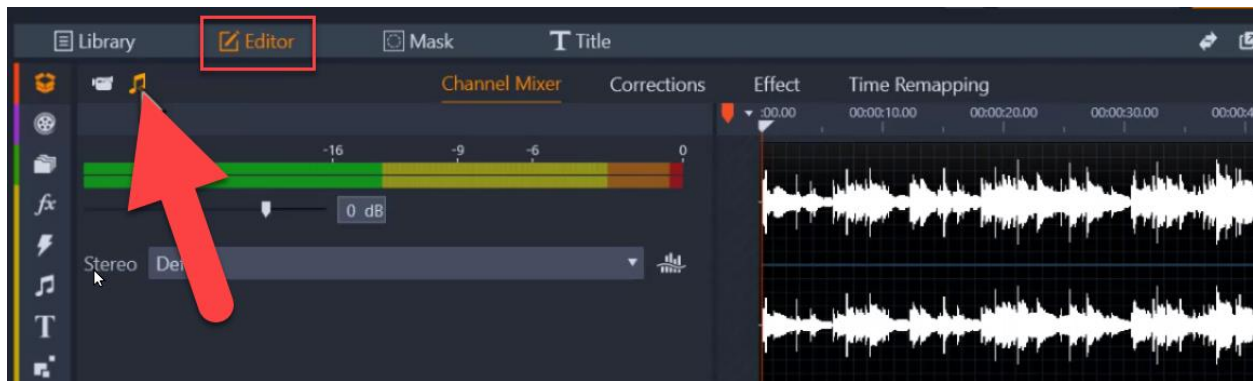 Library Editor Mask Title
Channel Mixer Corrections Effect Time Remapping
:00.00 00:00:10.00 00:00:20.00 00:00:30.00
-16 -9 -6 0
fx
0 dB
Stereo
T